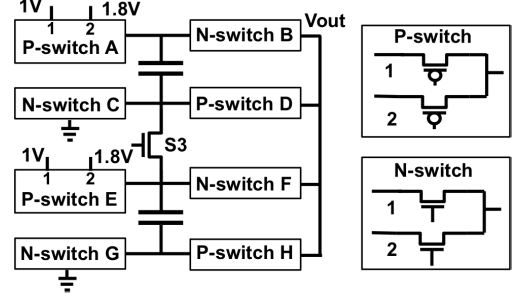 1V 1.8V Vout
1 2
P-switch A N-switch B
N-switch C P-switch D
S3
1V 1.8V
1 2
P-switch E N-switch F
N-switch G P-switch H
P-switch
1
2
N-switch
1
2